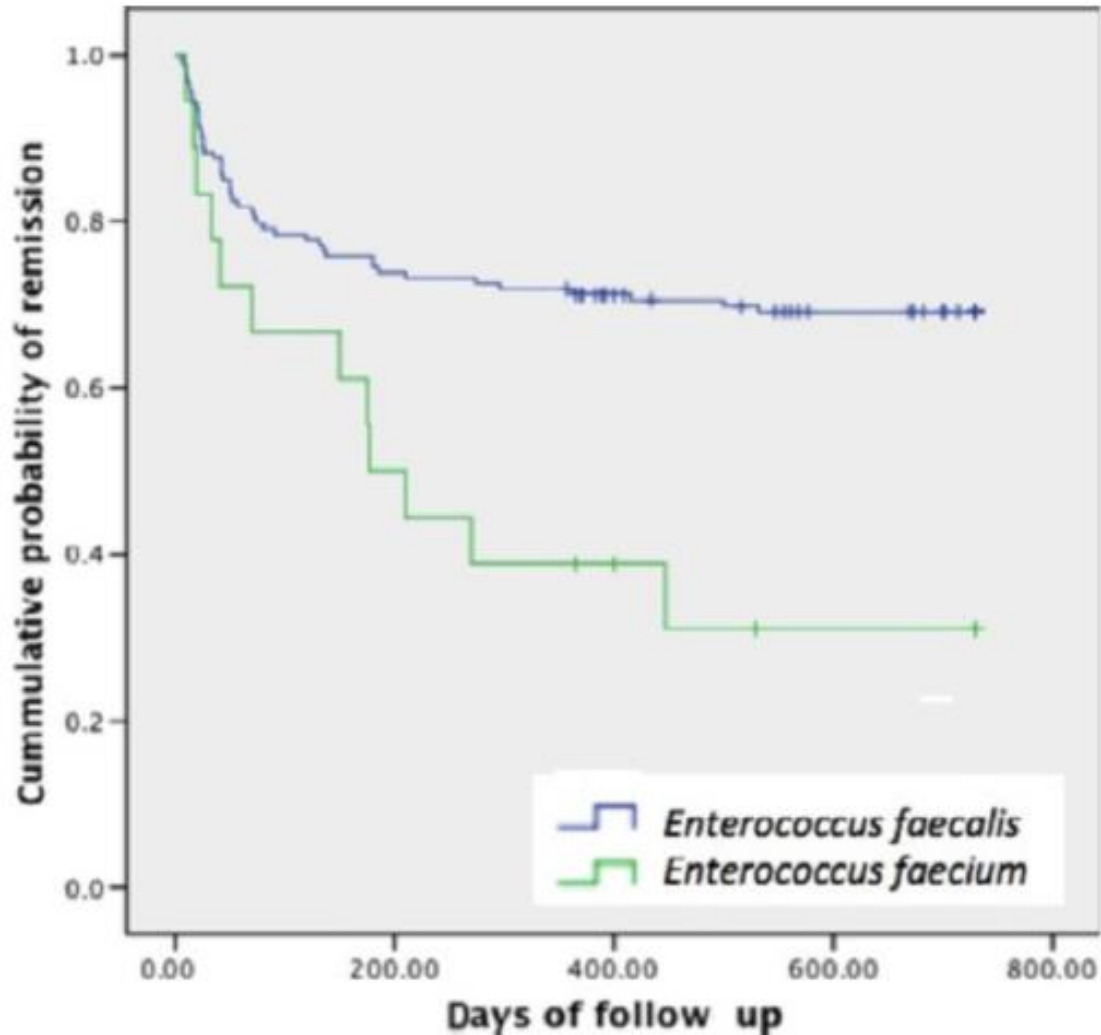 Cummulative probability of remission
1.0
0.8
0.6
0.4
0.2
0.0
0.00 200.00 400.00 600.00 800.00
Days of follow up
Enterococcus faecalis
Enterococcus faecium